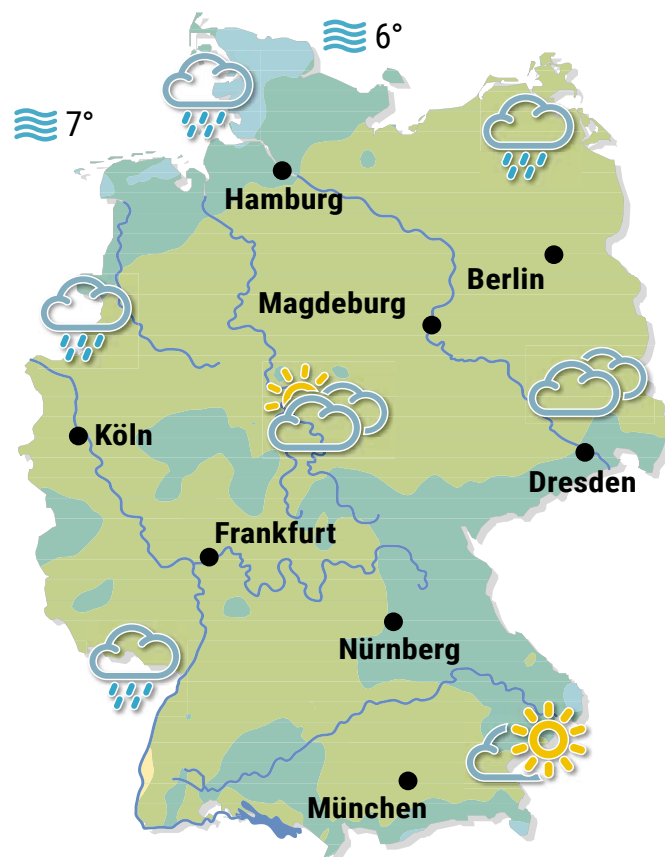 6°
7°
Hamburg
Berlin
Magdeburg
Köln
Dresden
Frankfurt
Nürnberg
München